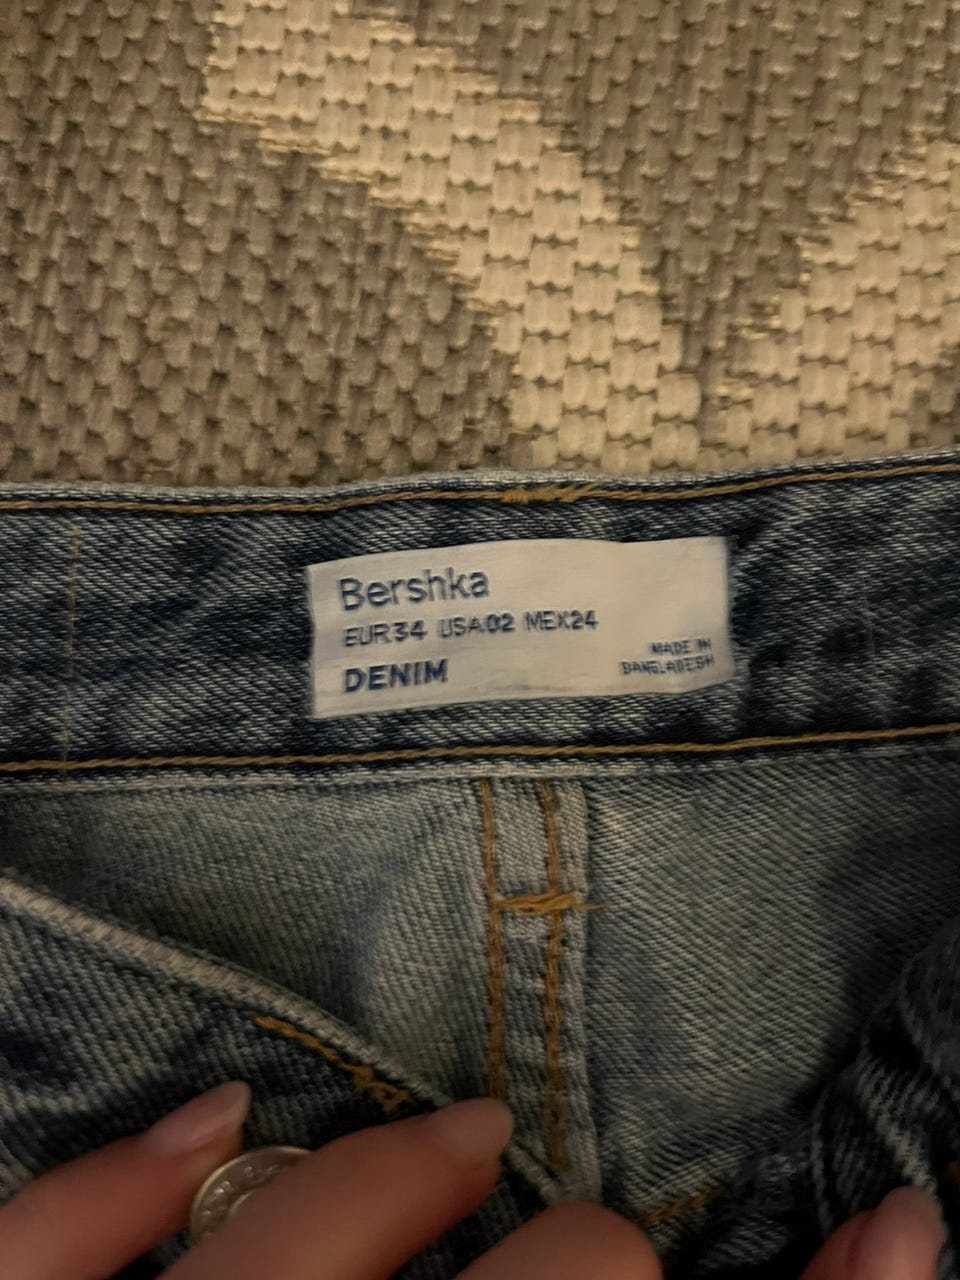 Bershka
EUR34 USA02 MEX24
DENIM
MADE IN
BANGLADESH